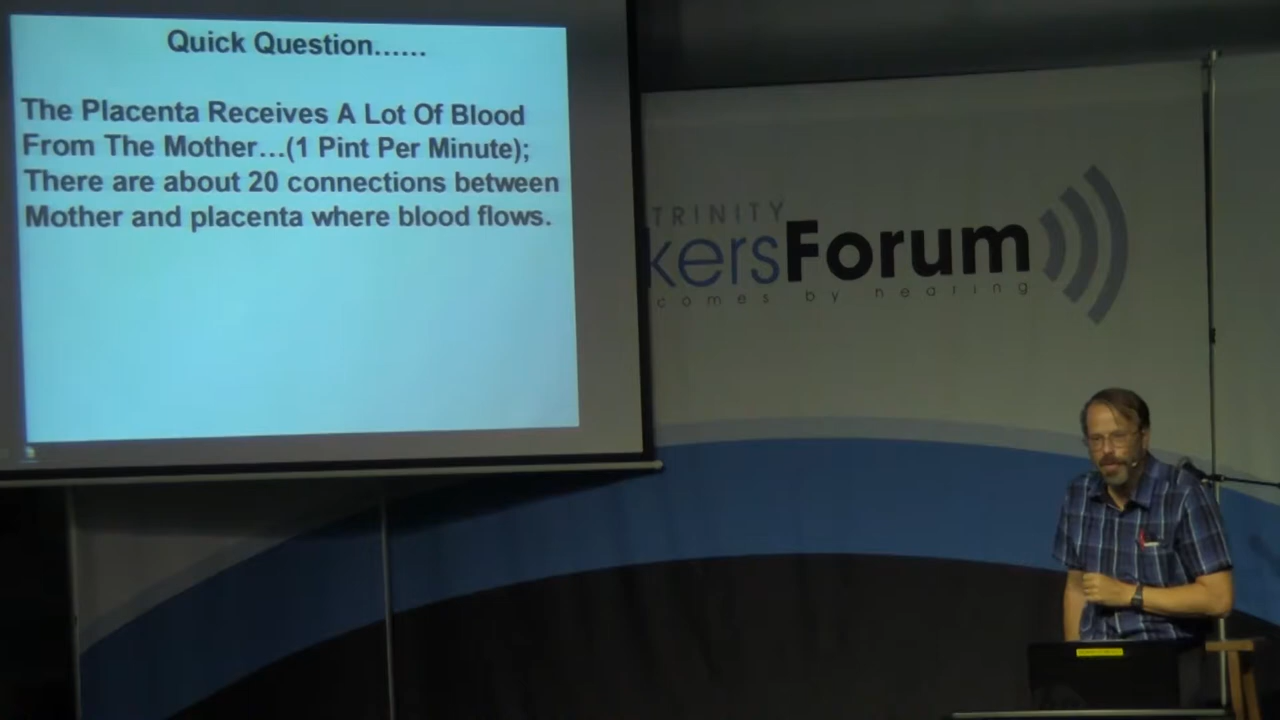 Quick Question......
The Placenta Receives A Lot Of Blood
From The Mother...(1 Pint Per Minute);
There are about 20 connections between
Mother and placenta where blood flows.
TRINITY
kersForum
comes by hearing